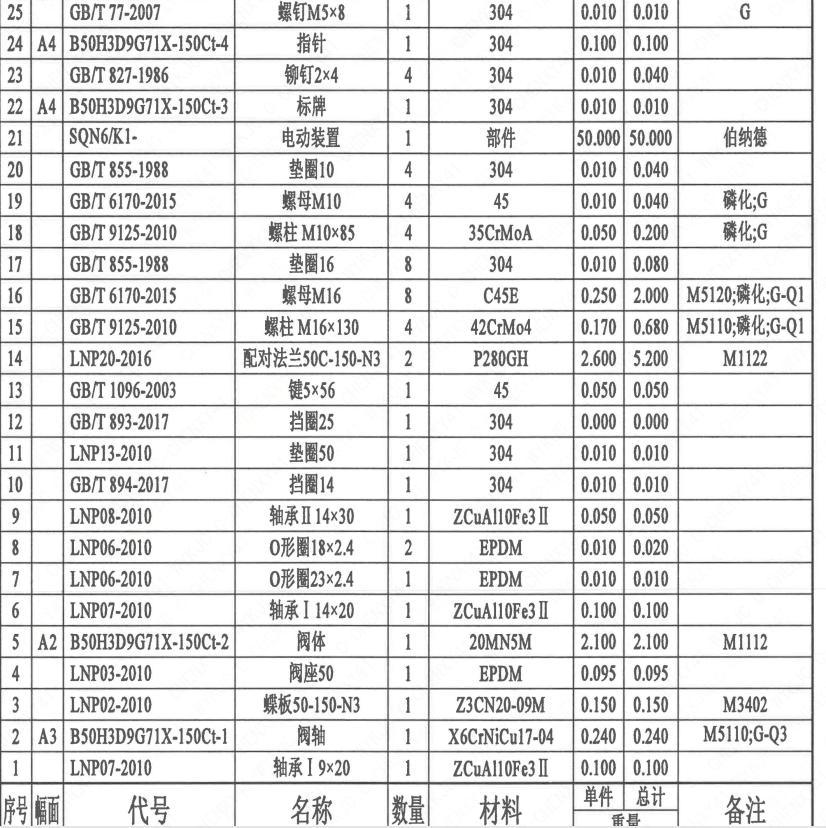 25 GB/T 77-2007 螺钉M5×8 1 304 0.010 0.010 G
24 A4 B50H3D9G71X-150Ct-4 指针 1 304 0.100 0.100
23 GB/T 827-1986 铆钉2×4 4 304 0.010 0.040
22 A4 B50H3D9G71X-150Ct-3 标牌 1 304 0.010 0.010
21 SQN6/K1- 电动装置 1 部件 50.000 50.000 伯纳德
20 GB/T 855-1988 垫圈10 4 304 0.010 0.040
19 GB/T 6170-2015 螺母M10 4 45 0.010 0.040 磷化;G
18 GB/T 9125-2010 螺柱 M10×85 4 35CrMoA 0.050 0.200 磷化;G
17 GB/T 855-1988 垫圈16 8 304 0.010 0.080
16 GB/T 6170-2015 螺母M16 8 C45E 0.250 2.000 M5120;磷化;G-Q1
15 GB/T 9125-2010 螺柱 M16×130 4 42CrMo4 0.170 0.680 M5110;磷化;G-Q1
14 LNP20-2016 配对法兰50C-150-N3 2 P280GH 2.600 5.200 M1122
13 GB/T 1096-2003 键5×56 1 45 0.050 0.050
12 GB/T 893-2017 挡圈25 1 304 0.000 0.000
11 LNP13-2010 垫圈50 1 304 0.010 0.010
10 GB/T 894-2017 挡圈14 1 304 0.010 0.010
9 LNP08-2010 轴承Ⅱ14×30 1 ZCuAl10Fe3Ⅱ 0.050 0.050
8 LNP06-2010 O形圈18×2.4 2 EPDM 0.010 0.020
7 LNP06-2010 O形圈23×2.4 1 EPDM 0.010 0.010
6 LNP07-2010 轴承Ⅰ14×20 1 ZCuAl10Fe3Ⅱ 0.100 0.100
5 A2 B50H3D9G71X-150Ct-2 阀体 1 20MN5M 2.100 2.100 M1112
4 LNP03-2010 阀座50 1 EPDM 0.095 0.095
3 LNP02-2010 蝶板50-150-N3 1 Z3CN20-09M 0.150 0.150 M3402
2 A3 B50H3D9G71X-150Ct-1 阀轴 1 X6CrNiCu17-04 0.240 0.240 M5110;G-Q3
1 LNP07-2010 轴承Ⅰ9×20 1 ZCuAl10Fe3Ⅱ 0.100 0.100
序号 幅面 代号 名称 数量 材料 单件 总计 备注
重量